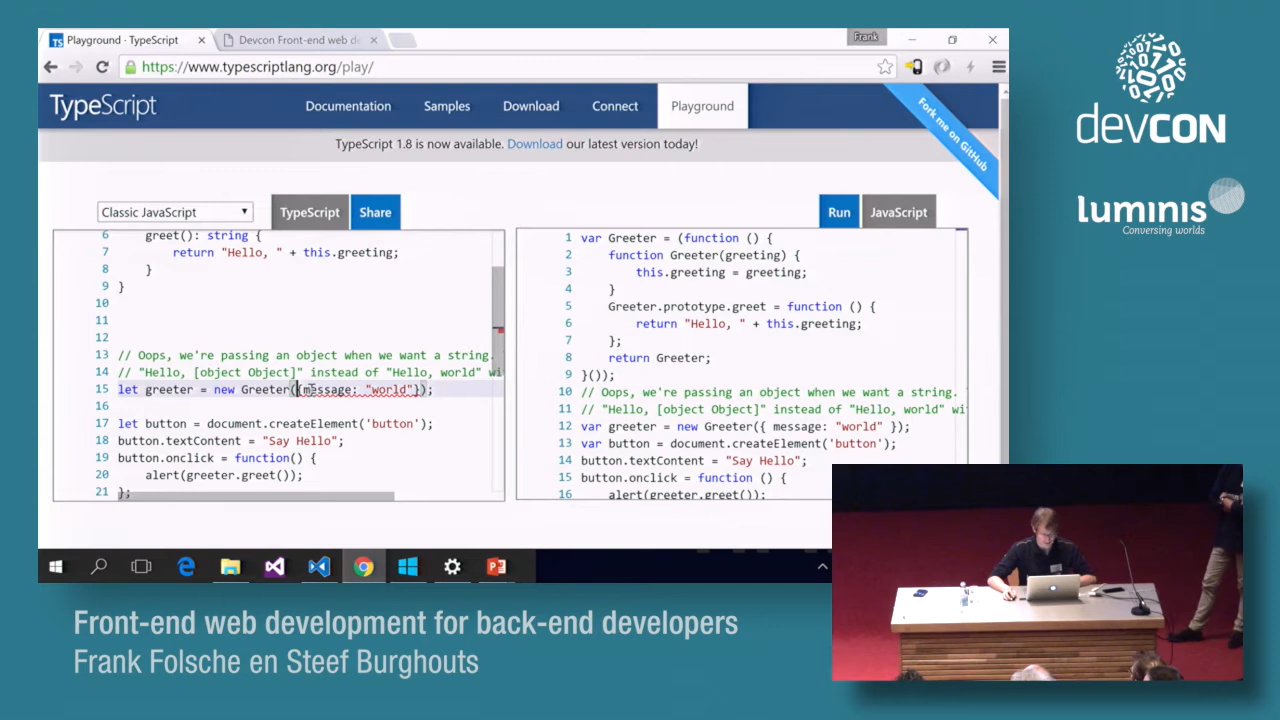 Playground · TypeScript
Devcon Front-end web d
Frank
https://www.typescriptlang.org/play/
TypeScript
Documentation
Samples
Download
Connect
Playground
Fork me on GitHub
TypeScript 1.8 is now available. Download our latest version today!
Classic JavaScript
TypeScript
Share
Run
JavaScript
6 greet(): string {
7 return "Hello, " + this.greeting;
8 }
9 }
10
11
12
13 // Oops, we're passing an object when we want a string.
14 // "Hello, [object Object]" instead of "Hello, world" wi
15 let greeter = new Greeter({message: "world"});
16
17 let button = document.createElement('button');
18 button.textContent = "Say Hello";
19 button.onclick = function() {
20 alert(greeter.greet());
21 };
1 var Greeter = (function () {
2 function Greeter(greeting) {
3 this.greeting = greeting;
4 }
5 Greeter.prototype.greet = function () {
6 return "Hello, " + this.greeting;
7 };
8 return Greeter;
9 }());
10 // Oops, we're passing an object when we want a string.
11 // "Hello, [object Object]" instead of "Hello, world" wi
12 var greeter = new Greeter({ message: "world" });
13 var button = document.createElement('button');
14 button.textContent = "Say Hello";
15 button.onclick = function () {
16 alert(greeter.greet());
devCON
luminis
Conversing worlds
Front-end web development for back-end developers
Frank Folsche en Steef Burghouts